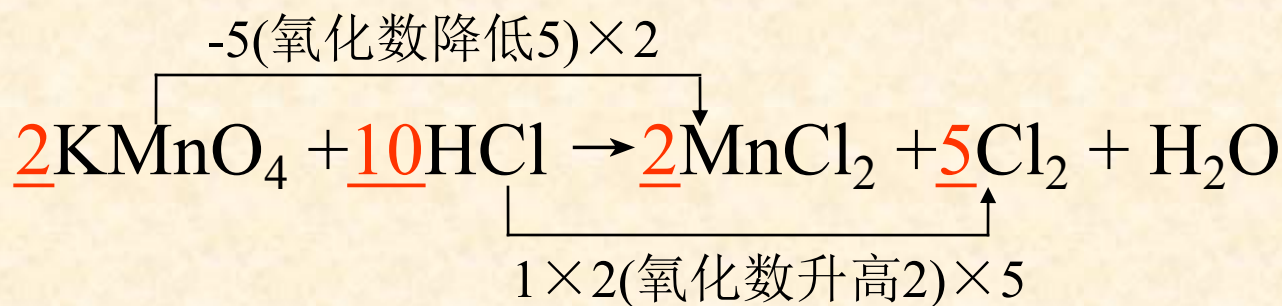 -5(氧化数降低5)×2
2KMnO₄ +10HCl → 2MnCl₂ +5Cl₂ + H₂O
1×2(氧化数升高2)×5